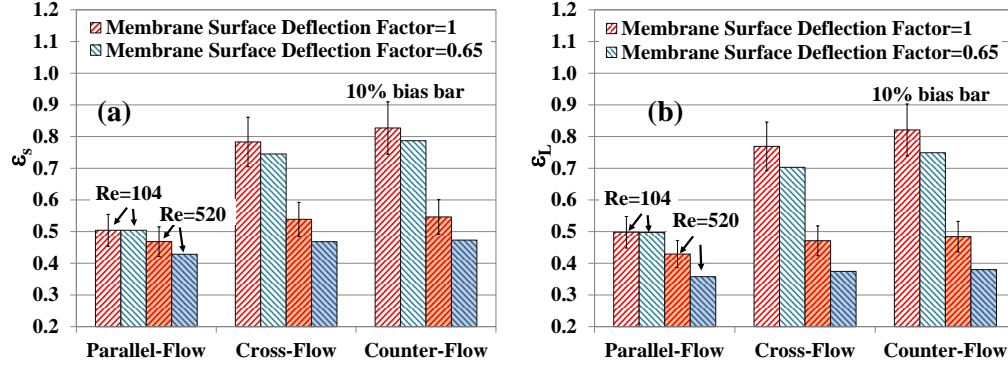 1.2
1.1
1.0
0.9
0.8
0.7
0.6
0.5
0.4
0.3
0.2
εs
Membrane Surface Deflection Factor=1
Membrane Surface Deflection Factor=0.65
(a)
10% bias bar
Re=104
Re=520
Parallel-Flow
Cross-Flow
Counter-Flow
1.2
1.1
1.0
0.9
0.8
0.7
0.6
0.5
0.4
0.3
0.2
εL
Membrane Surface Deflection Factor=1
Membrane Surface Deflection Factor=0.65
(b)
10% bias bar
Re=104
Re=520
Parallel-Flow
Cross-Flow
Counter-Flow